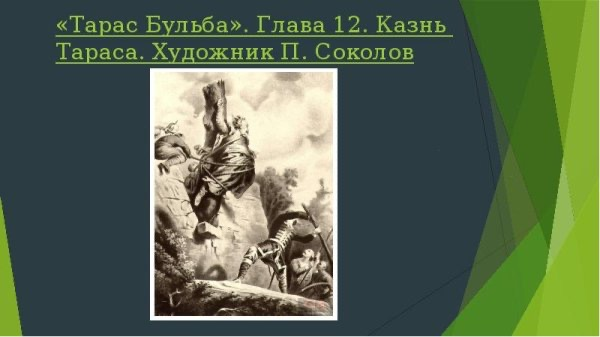 «Тарас Бульба». Глава 12. Казнь
Тараса. Художник П. Соколов